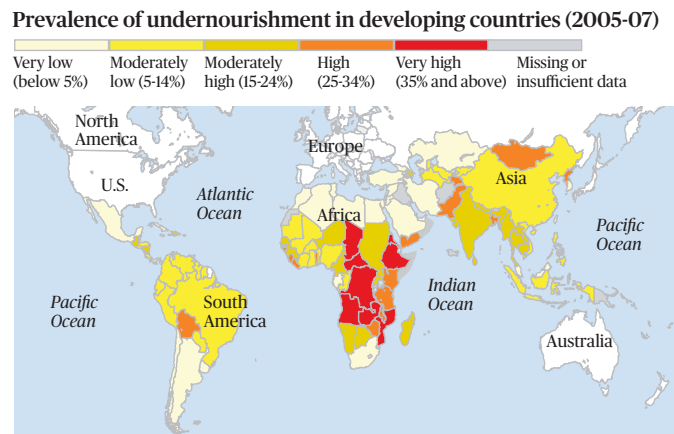 Prevalence of undernourishment in developing countries (2005-07)
Very low
(below 5%)
Moderately
low (5-14%)
Moderately
high (15-24%)
High
(25-34%)
Very high
(35% and above)
Missing or
insufficient data
North
America
Europe
U.S.
Asia
Atlantic
Ocean
Africa
Pacific
Ocean
Indian
Ocean
Pacific
Ocean
South
America
Australia